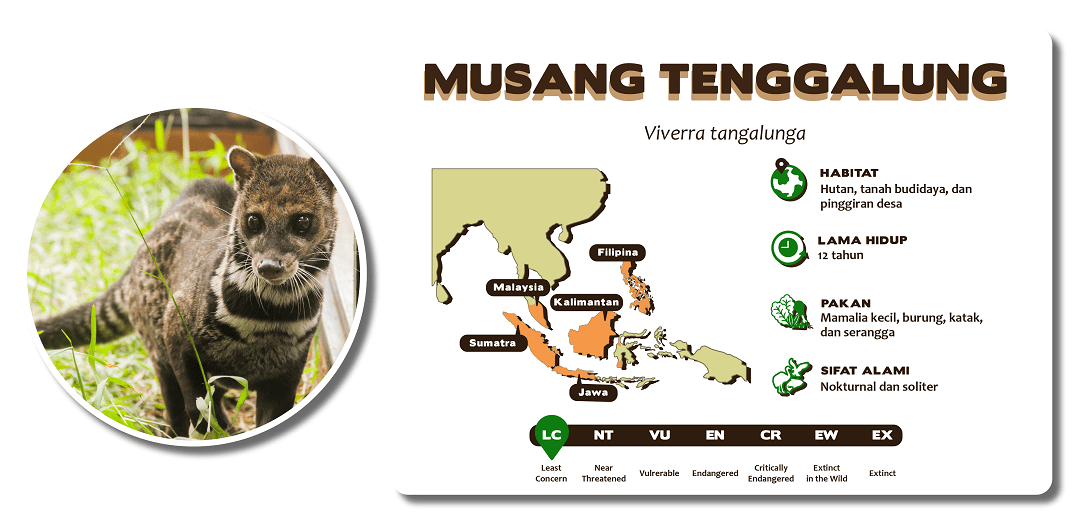 MUSANG TENGGALUNG
Viverra tangalunga
HABITAT
Hutan, tanah budidaya, dan
pinggiran desa
LAMA HIDUP
12 tahun
PAKAN
Mamalia kecil, burung, katak,
dan serangga
SIFAT ALAMI
Nokturnal dan soliter
Filipina
Malaysia
Kalimantan
Sumatra
Jawa
LC NT VU EN CR EW EX
Least Near Vulrerable Endangered Critically Extinct Extinct
Concern Threatened Endangered in the Wild